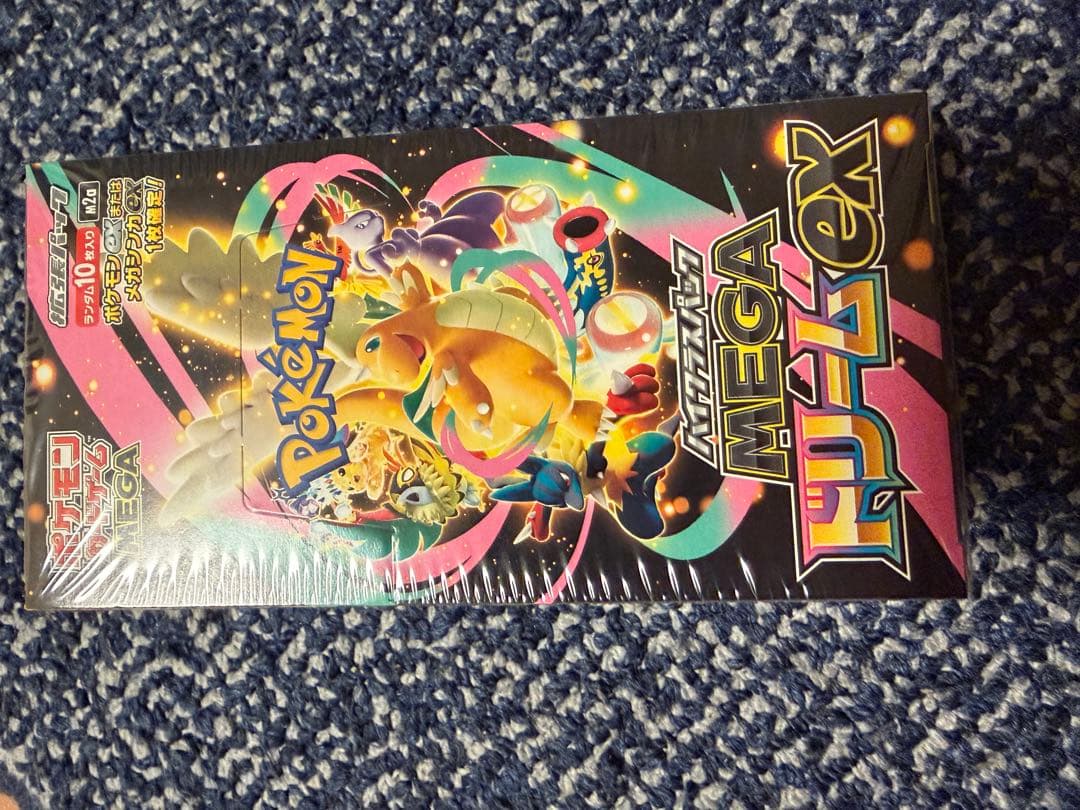 ポケモン
カードゲーム
MEGA
拡張パック
ランダム10枚入り M2a
ポケモンexまたは
メガシンカex
1枚確定!!
POKÉMON
ハイクラスパック
MEGA
ドリームex